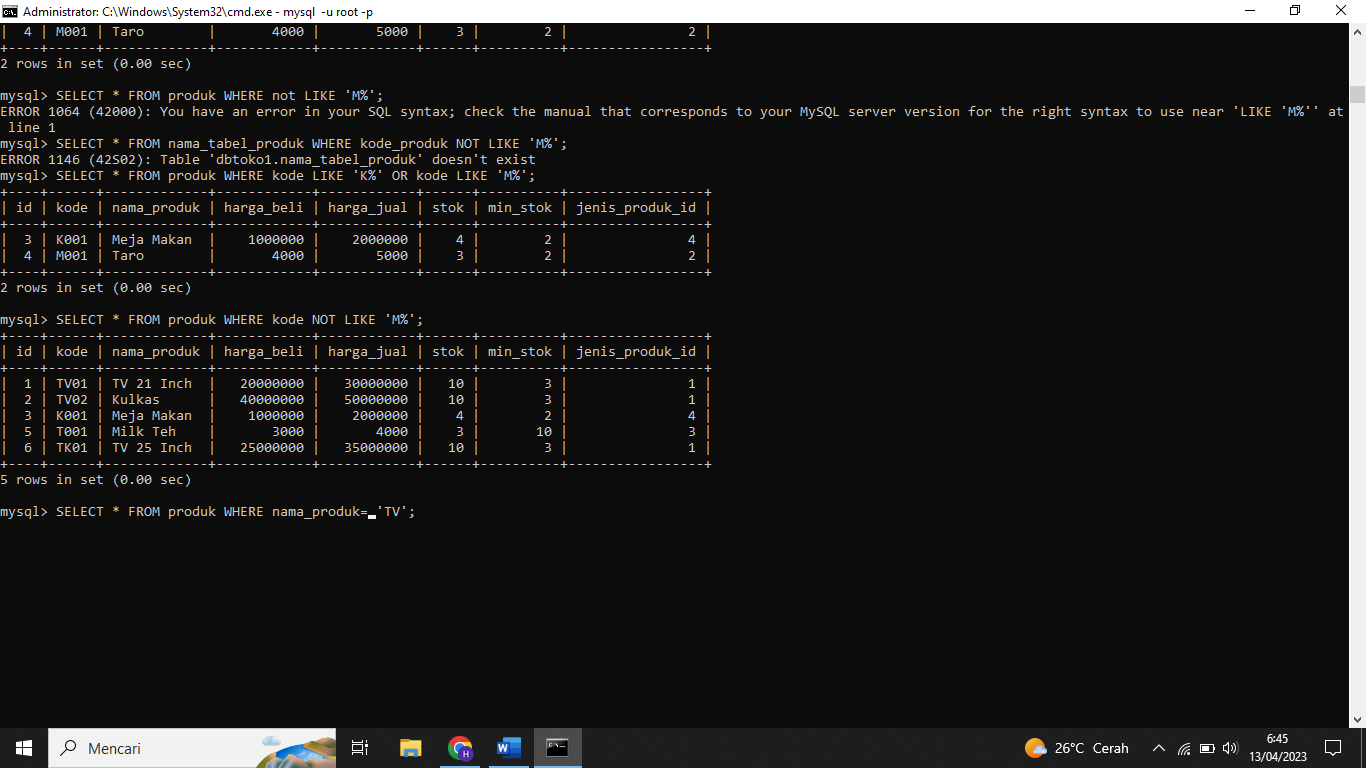 Administrator: C:\Windows\System32\cmd.exe - mysql -u root -p
|  4 | M001 | Taro        |       4000 |       5000 |    3 |        2 |               2 |
+----+------+-------------+------------+------------+------+----------+-----------------+
2 rows in set (0.00 sec)
mysql> SELECT * FROM produk WHERE not LIKE 'M%';
ERROR 1064 (42000): You have an error in your SQL syntax; check the manual that corresponds to your MySQL server version for the right syntax to use near 'LIKE 'M%'' at
 line 1
mysql> SELECT * FROM nama_tabel_produk WHERE kode_produk NOT LIKE 'M%';
ERROR 1146 (42S02): Table 'dbtoko1.nama_tabel_produk' doesn't exist
mysql> SELECT * FROM produk WHERE kode LIKE 'K%' OR kode LIKE 'M%';
+----+------+-------------+------------+------------+------+----------+-----------------+
| id | kode | nama_produk | harga_beli | harga_jual | stok | min_stok | jenis_produk_id |
+----+------+-------------+------------+------------+------+----------+-----------------+
|  3 | K001 | Meja Makan  |    1000000 |    2000000 |    4 |        2 |               4 |
|  4 | M001 | Taro        |       4000 |       5000 |    3 |        2 |               2 |
+----+------+-------------+------------+------------+------+----------+-----------------+
2 rows in set (0.00 sec)
mysql> SELECT * FROM produk WHERE kode NOT LIKE 'M%';
+----+------+-------------+------------+------------+------+----------+-----------------+
| id | kode | nama_produk | harga_beli | harga_jual | stok | min_stok | jenis_produk_id |
+----+------+-------------+------------+------------+------+----------+-----------------+
|  1 | TV01 | TV 21 Inch  |   20000000 |   30000000 |   10 |        3 |               1 |
|  2 | TV02 | Kulkas      |   40000000 |   50000000 |   10 |        3 |               1 |
|  3 | K001 | Meja Makan  |    1000000 |    2000000 |    4 |        2 |               4 |
|  5 | T001 | Milk Teh    |       3000 |       4000 |    3 |       10 |               3 |
|  6 | TK01 | TV 25 Inch  |   25000000 |   35000000 |   10 |        3 |               1 |
+----+------+-------------+------------+------------+------+----------+-----------------+
5 rows in set (0.00 sec)
mysql> SELECT * FROM produk WHERE nama_produk= 'TV';
Mencari
26°C Cerah
6:45
13/04/2023